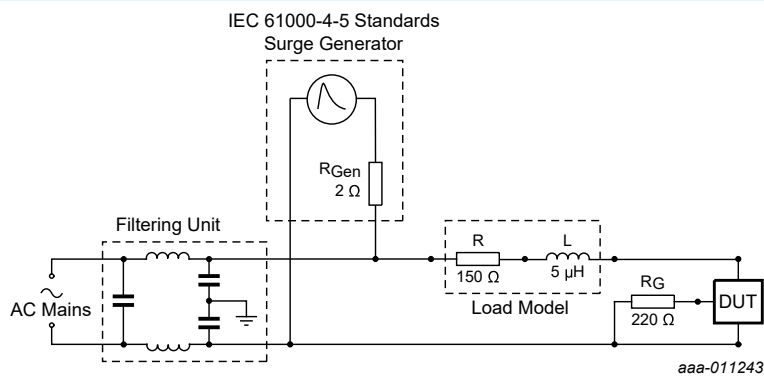 IEC 61000-4-5 Standards
Surge Generator
RGen
2 Ω
Filtering Unit
R
L
150 Ω
5 μH
Load Model
RG
220 Ω
DUT
AC Mains
aaa-011243